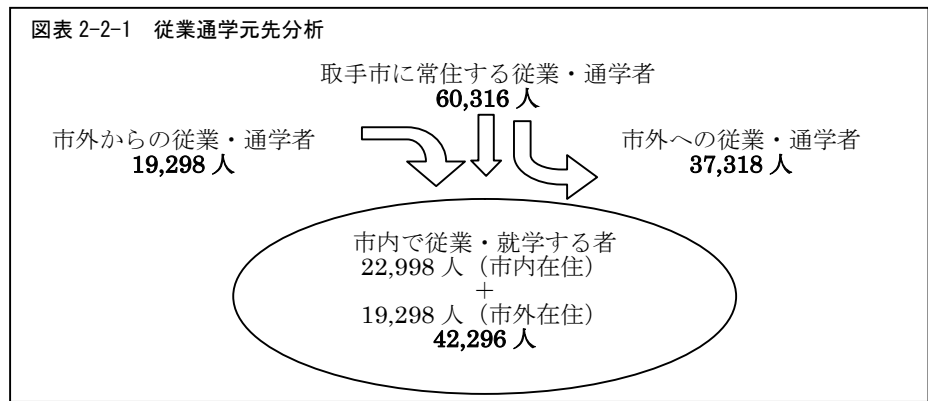 図表 2-2-1 従業通学元先分析
取手市に常住する従業・通学者
60,316 人
市外からの従業・通学者
19,298 人
市外への従業・通学者
37,318 人
市内で従業・就学する者
22,998 人（市内在住）
＋
19,298 人（市外在住）
42,296 人